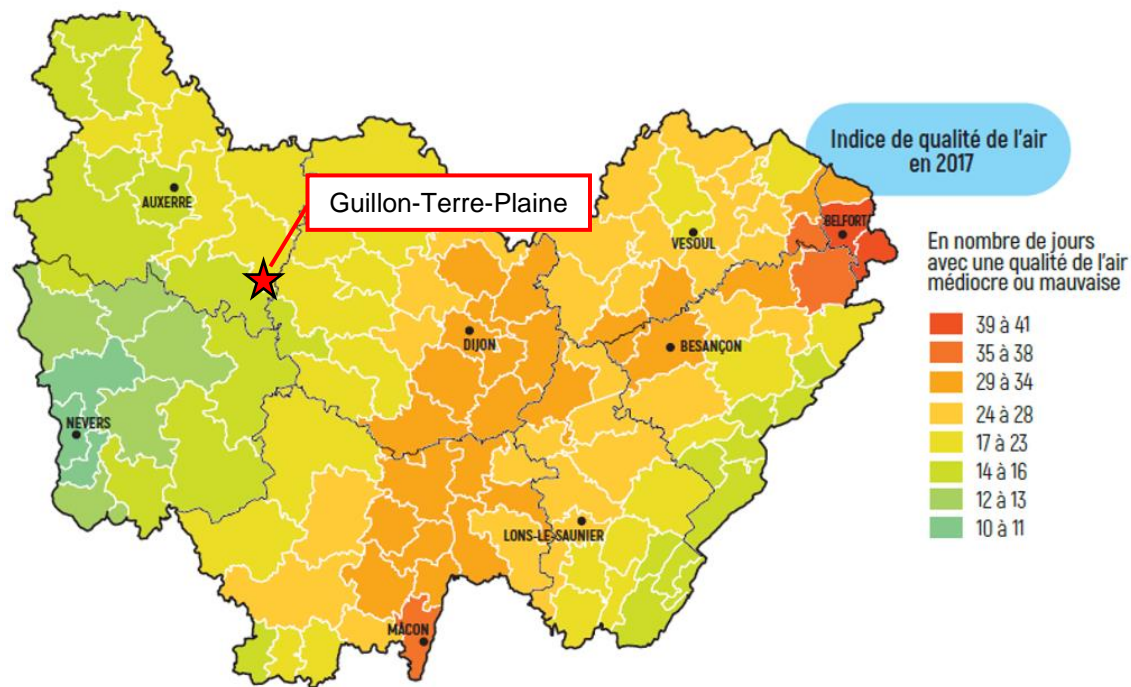 Indice de qualité de l'air
en 2017
Guillon-Terre-Plaine
AUXERRE
VESOUL
BELFORT
DIJON
BESANÇON
NEVERS
LONS-LE-SAUNIER
MÂCON
En nombre de jours
avec une qualité de l'air
médiocre ou mauvaise
39 à 41
35 à 38
29 à 34
24 à 28
17 à 23
14 à 16
12 à 13
10 à 11